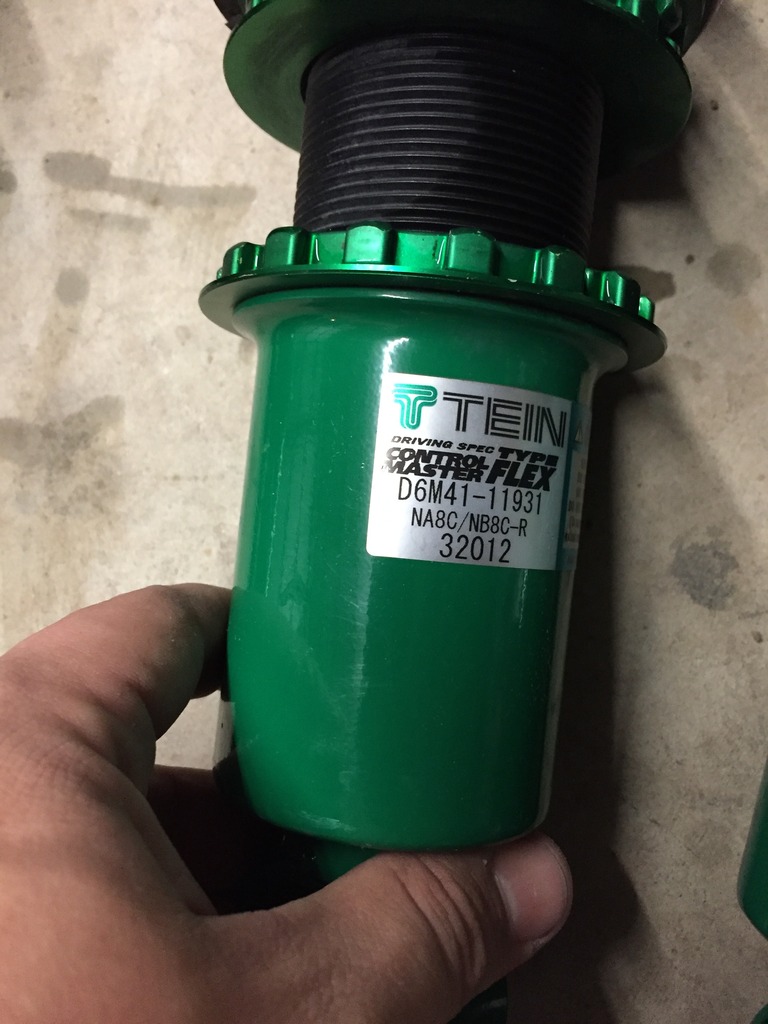 TEIN
DRIVING SPEC TYPE
CONTROL
MASTER FLEX
D6M41-11931
NA8C/NB8C-R
32012